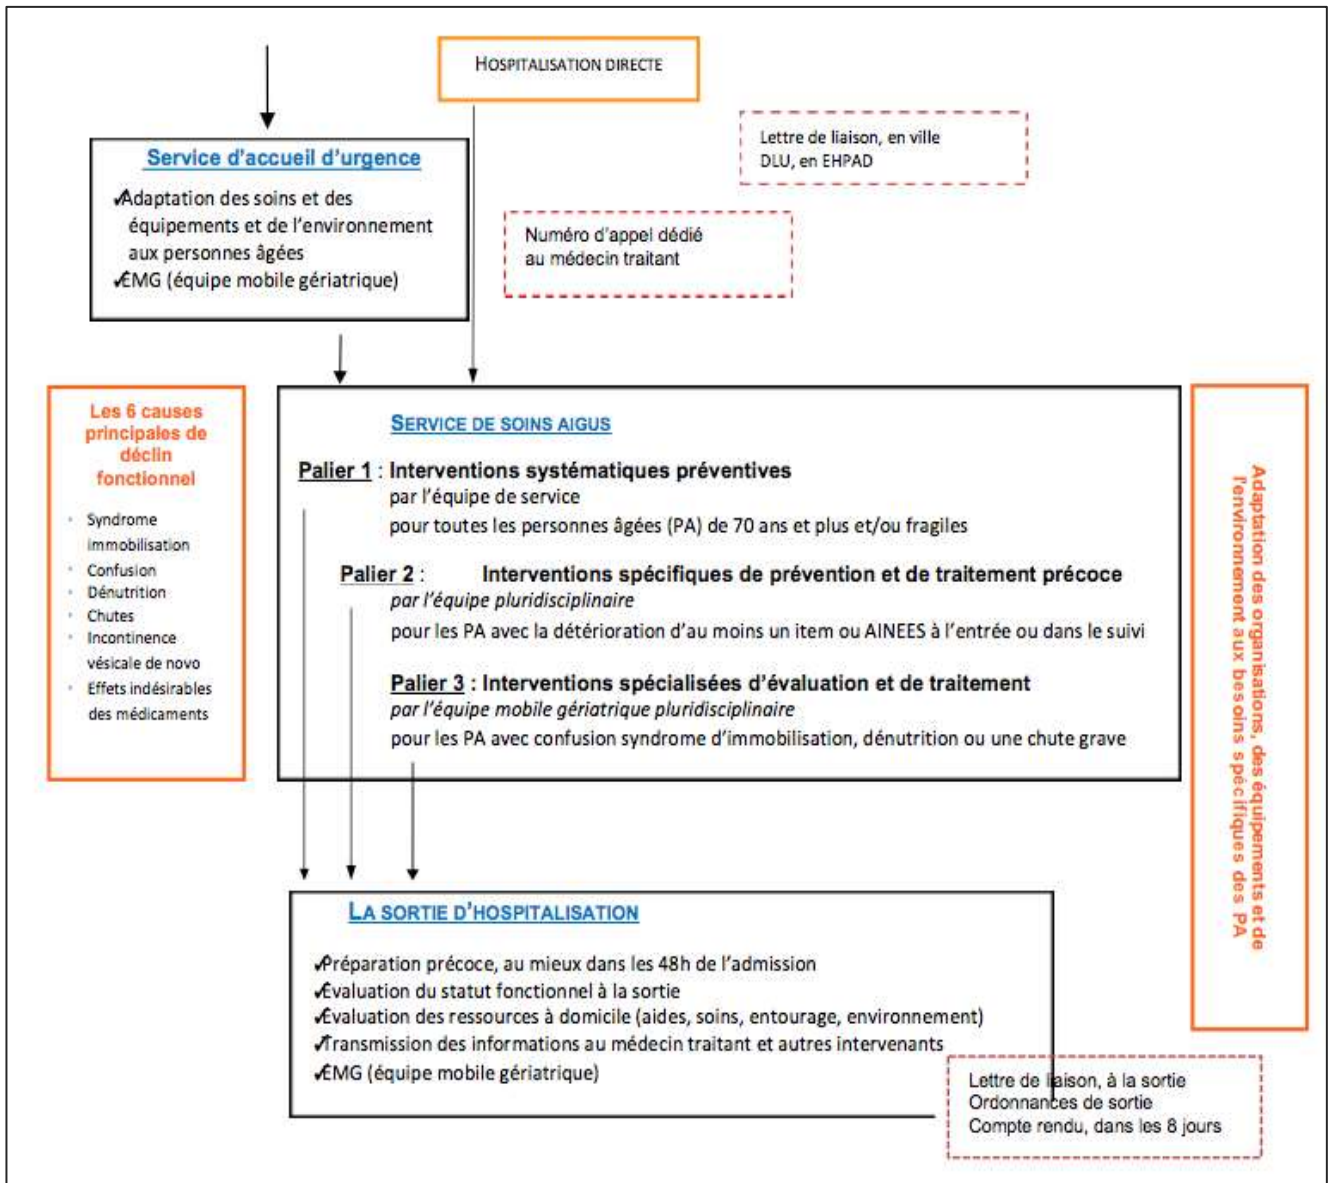 HOSPITALISATION DIRECTE
Lettre de liaison, en ville
DLU, en EHPAD
Service d'accueil d'urgence
✓Adaptation des soins et des
équipements et de l'environnement
aux personnes âgées
✓EMG (équipe mobile gériatrique)
Numéro d'appel dédié
au médecin traitant
Les 6 causes
principales de
déclin
fonctionnel
• Syndrome
immobilisation
• Confusion
• Dénutrition
• Chutes
• Incontinence
vésicale de novo
• Effets indésirables
des médicaments
SERVICE DE SOINS AIGUS
Palier 1 : Interventions systématiques préventives
par l'équipe de service
pour toutes les personnes âgées (PA) de 70 ans et plus et/ou fragiles
Palier 2 : Interventions spécifiques de prévention et de traitement précoce
par l'équipe pluridisciplinaire
pour les PA avec la détérioration d'au moins un item ou AINEES à l'entrée ou dans le suivi
Palier 3 : Interventions spécialisées d'évaluation et de traitement
par l'équipe mobile gériatrique pluridisciplinaire
pour les PA avec confusion syndrome d'immobilisation, dénutrition ou une chute grave
Adaptation des organisations, des équipements et de
l'environnement aux besoins spécifiques des PA
LA SORTIE D'HOSPITALISATION
✓Préparation précoce, au mieux dans les 48h de l'admission
✓Evaluation du statut fonctionnel à la sortie
✓Evaluation des ressources à domicile (aides, soins, entourage, environnement)
✓Transmission des informations au médecin traitant et autres intervenants
✓EMG (équipe mobile gériatrique)
Lettre de liaison, à la sortie
Ordonnances de sortie
Compte rendu, dans les 8 jours